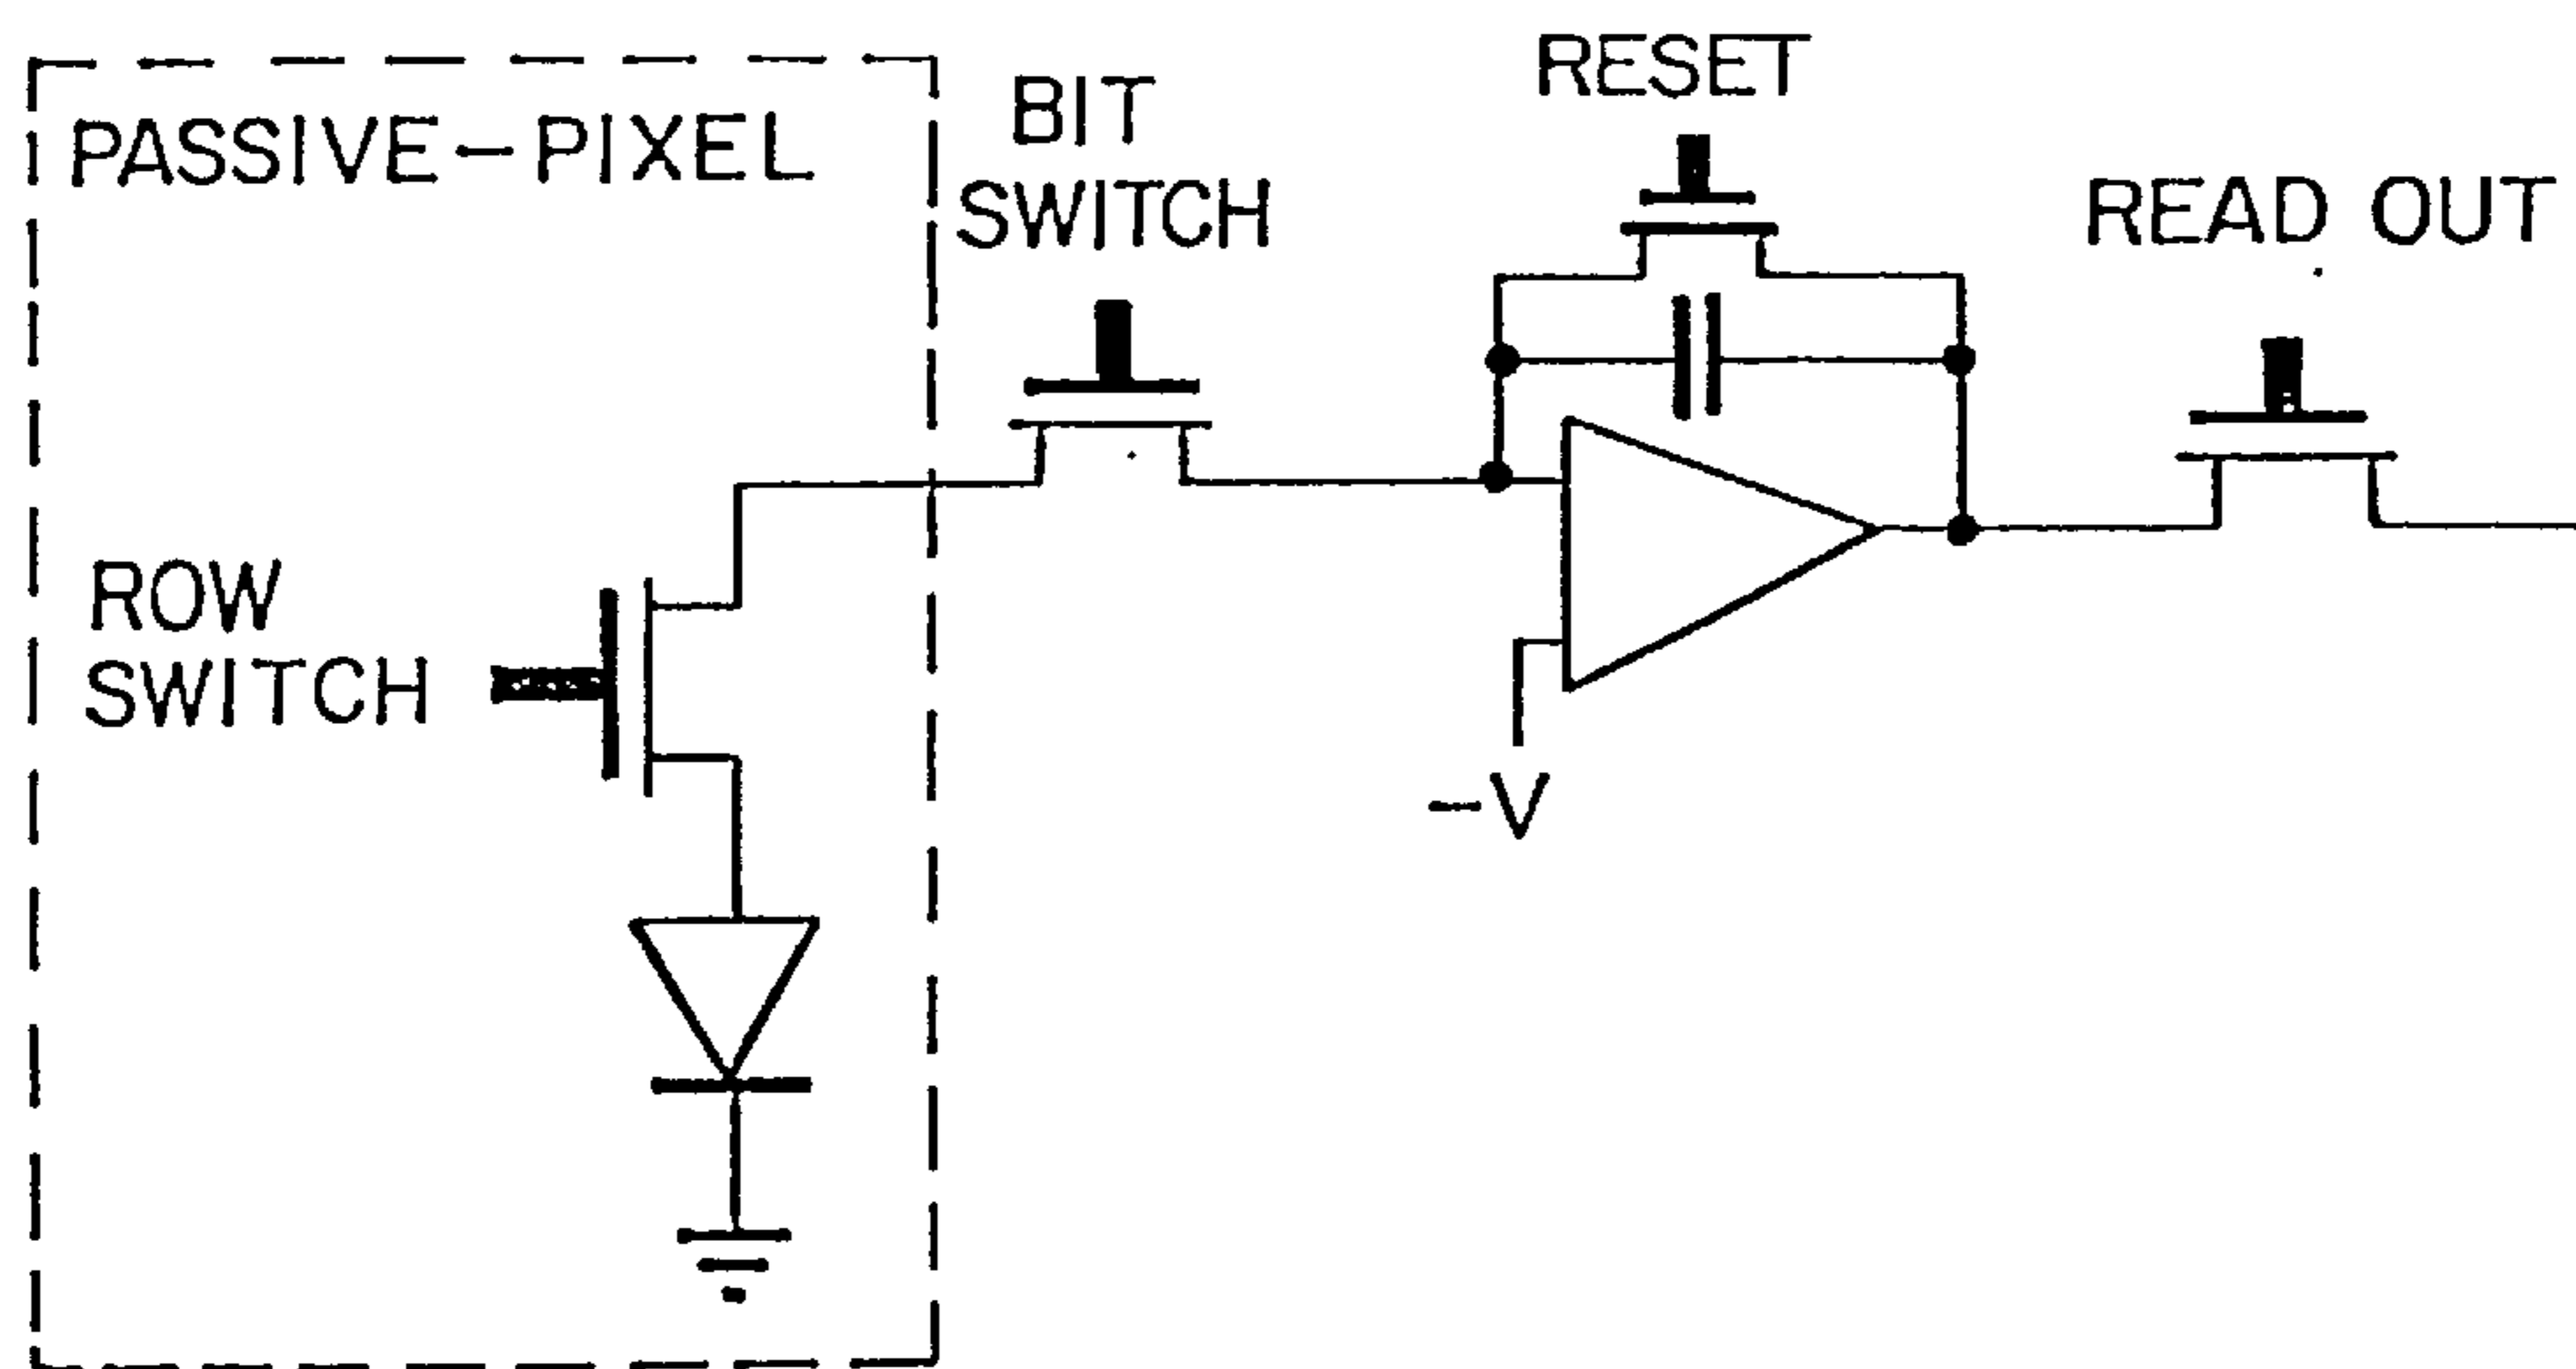 PASSIVE-PIXEL
BIT
SWITCH
RESET
READ OUT
ROW
SWITCH
-V